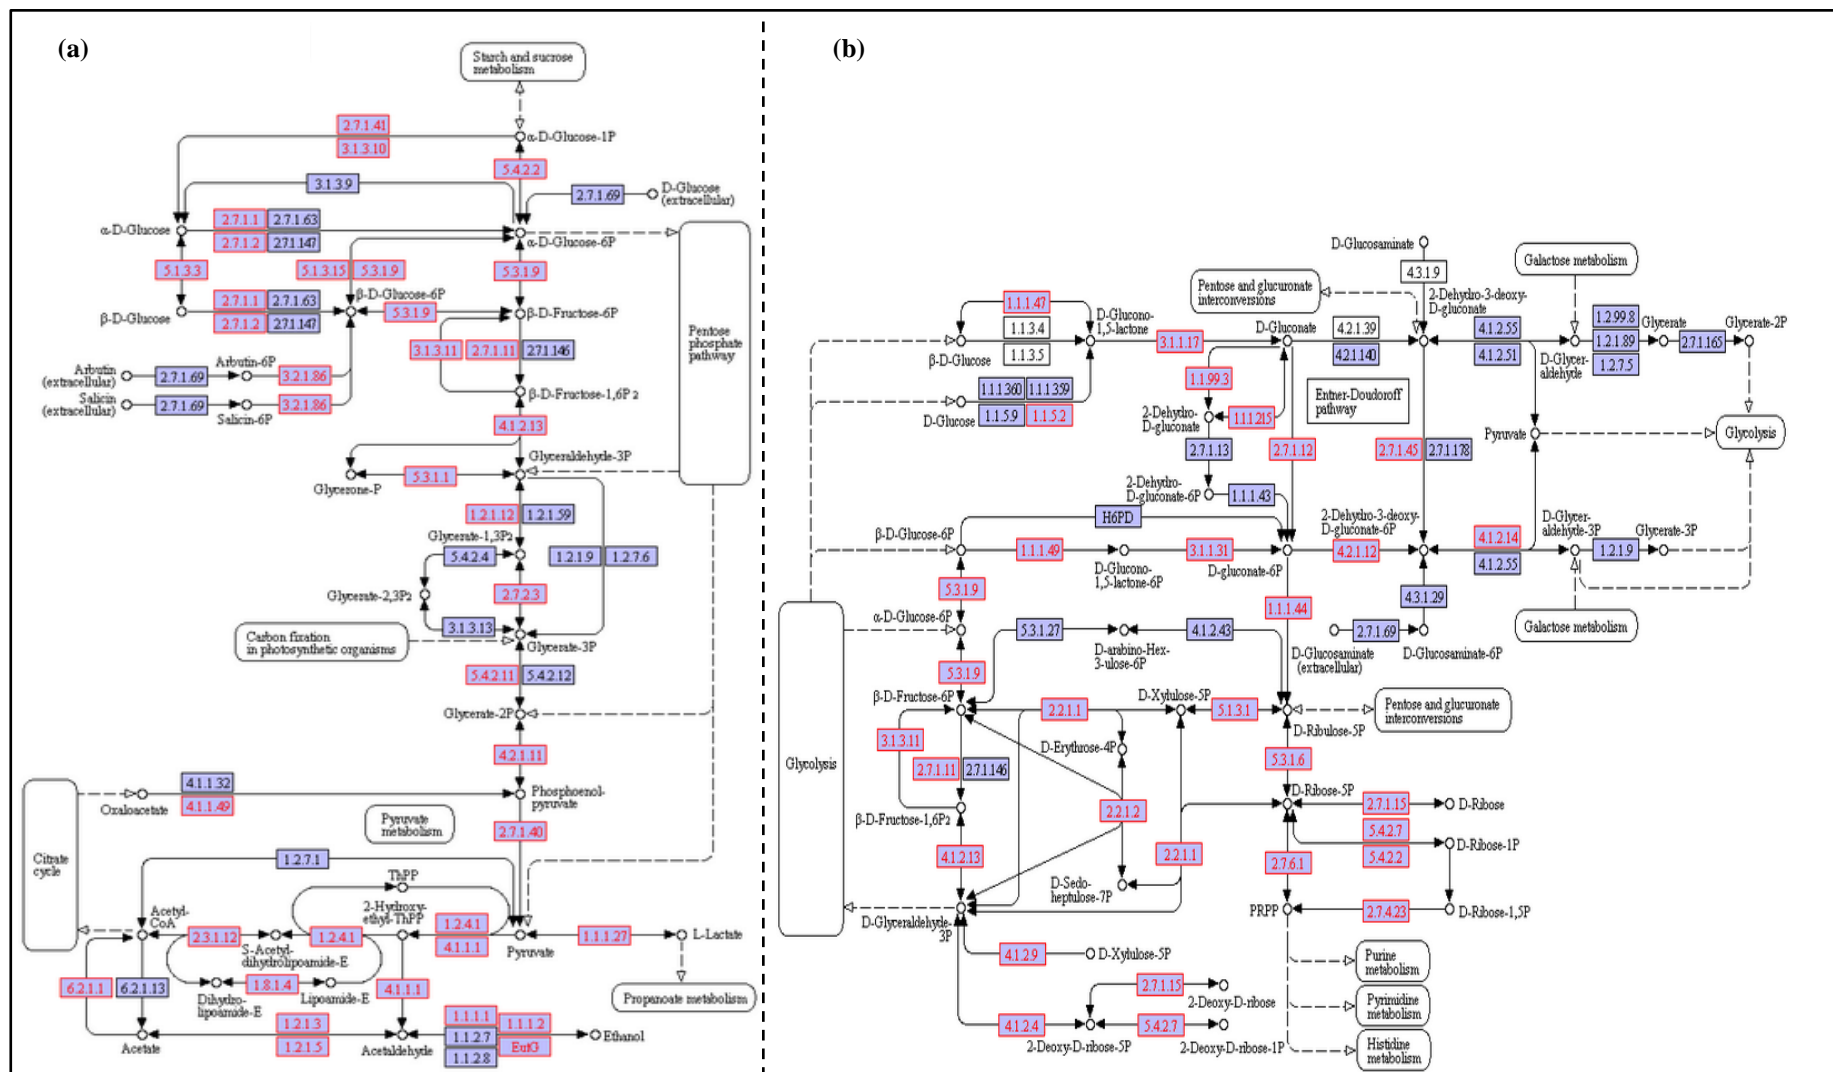 (a)
Starch and sucrose
metabolism
2.7.1.41
α-D-Glucose-1P
3.1.3.10
5.4.2.2
3.1.3.9
2.7.1.69
D-Glucose
(extracellular)
2.7.1.1
2.7.1.63
α-D-Glucose
2.7.1.2
27.1.147
α-D-Glucose-6P
5.1.3.3
5.1.3.15
5.3.1.9
5.3.1.9
β-D-Glucose-6P
2.7.1.1
2.7.1.63
β-D-Glucose
2.7.1.2
27.1.147
5.3.1.9
β-D-Fructose-6P
Pentose
phosphate
pathway
3.1.3.11
2.7.1.11
27.1.146
Arbutin-6P
Arbutin
(extracellular)
2.7.1.69
3.2.1.86
β-D-Fructose-1,6P2
Salicin
(extracellular)
2.7.1.69
Salicin-6P
3.2.1.86
4.1.2.13
Glyceraldehyde-3P
5.3.1.1
Glycerone-P
1.2.1.12
1.2.1.59
Glycerate-1,3P2
5.4.2.4
1.2.1.9
1.2.7.6
Glycerate-2,3P2
2.7.2.3
3.1.3.13
Carbon fixation
in photosynthetic organisms
Glycerate-3P
5.4.2.11
5.4.2.12
Glycerate-2P
4.2.1.11
4.1.1.32
Oxaloacetate
4.1.1.49
Phosphoenol-
pyruvate
Pyruvate
metabolism
2.7.1.40
Citrate
cycle
1.2.7.1
ThPP
Acetyl-
CoA
2-Hydroxy-
ethyl-ThPP
1.2.4.1
2.3.1.12
1.2.4.1
4.1.1.1
Pyruvate
1.1.1.27
L-Lactate
S-Acetyl-
dihydrolipoamide-E
6.2.1.1
6.2.1.13
1.8.1.4
4.1.1.1
Dihydro-
lipoamide-E
Lipoamide-E
Propanoate metabolism
1.2.1.3
1.1.1.1
1.1.1.2
Acetate
1.2.1.5
Acetaldehyde
1.1.2.7
EutG
Ethanol
1.1.2.8
(b)
D-Glucosaminate
4.3.1.9
Galactose metabolism
Pentose and glucuronate
interconversions
2-Dehydro-3-deoxy-
D-gluconate
1.1.1.47
D-Glucono-
1,5-lactone
1.1.3.4
β-D-Glucose
1.1.3.5
3.1.1.17
D-Gluconate
4.2.1.39
4.2.1.140
4.1.2.55
4.1.2.51
1.2.99.8
1.2.1.89
1.2.7.5
D-Glycer-
aldehyde
Glycerate
2.7.1.165
Glycerate-2P
1.1.99.3
Entner-Doudoroff
pathway
1.1.1.360
1.1.1.359
D-Glucose
1.1.5.9
1.1.5.2
2-Dehydro-
D-gluconate
1.1.1.215
Pyruvate
Glycolysis
2.7.1.13
2.7.1.12
2.7.1.45
2.7.1.178
2-Dehydro-
D-gluconate-6P
1.1.1.43
H6PD
2-Dehydro-3-deoxy-
D-gluconate-6P
D-Glycer-
aldehyde-3P
Glycerate-3P
β-D-Glucose-6P
1.1.1.49
D-Glucono-
1,5-lactone-6P
3.1.1.31
D-gluconate-6P
4.2.1.12
4.1.2.14
4.1.2.55
1.2.1.9
5.3.1.9
1.1.1.44
4.3.1.29
α-D-Glucose-6P
5.3.1.27
4.1.2.43
D-arabino-Hex-
3-ulose-6P
2.7.1.69
D-Glucosaminate
(extracellular)
D-Glucosaminate-6P
Galactose metabolism
5.3.1.9
β-D-Fructose-6P
D-Xylulose-5P
2.2.1.1
5.1.3.1
D-Ribulose-5P
Pentose and glucuronate
interconversions
3.1.3.11
D-Erythrose-4P
5.3.1.6
Glycolysis
2.7.1.11
2.7.1.146
D-Ribose-5P
β-D-Fructose-1,6P2
2.2.1.2
2.7.1.15
D-Ribose
5.4.2.7
D-Ribose-1P
5.4.2.2
4.1.2.13
2.2.1.1
2.7.6.1
D-Sedo-
heptulose-7P
D-Glyceraldehyde-
3P
PRPP
2.7.4.23
D-Ribose-1,5P
4.1.2.9
D-Xylulose-5P
Purine
metabolism
2.7.1.15
2-Deoxy-D-ribose
Pyrimidine
metabolism
4.1.2.4
2-Deoxy-D-ribose-5P
5.4.2.7
2-Deoxy-D-ribose-1P
Histidine
metabolism